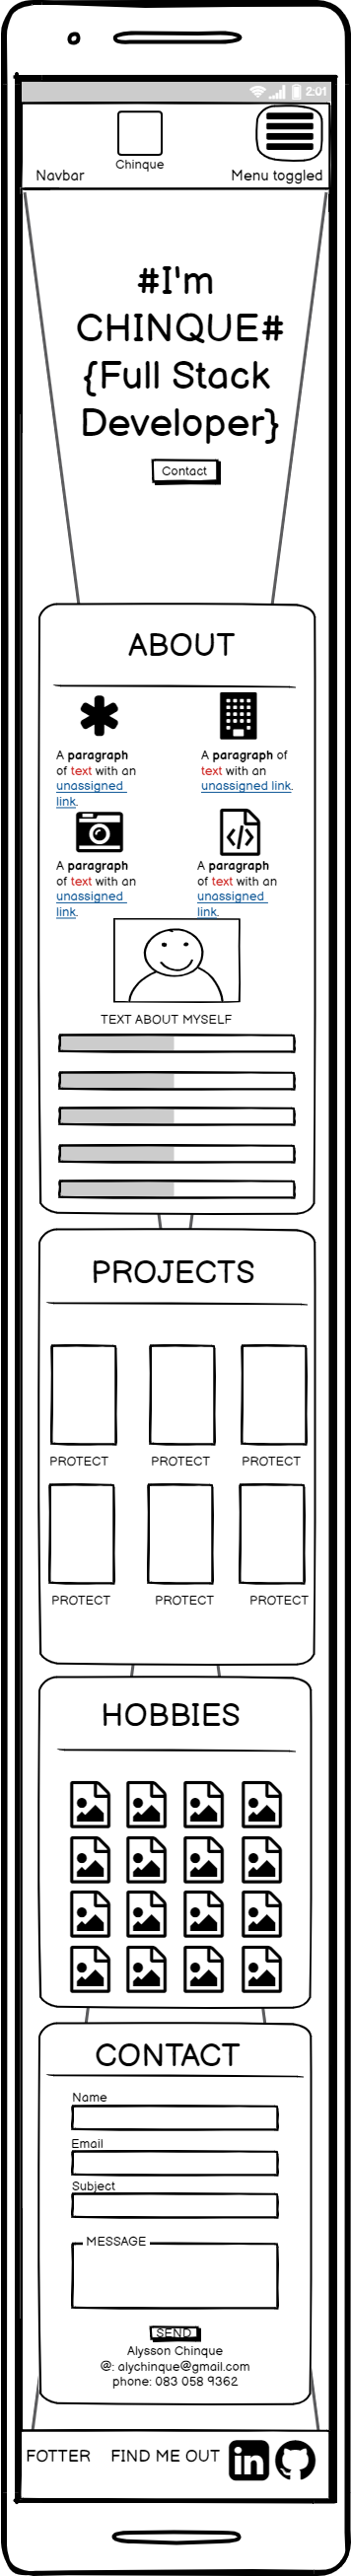 2:01
Chinque
Navbar
Menu toggled
#I'm
CHINQUE#
{Full Stack
Developer}
Contact
ABOUT
A paragraph
of text with an
unassigned
link.
A paragraph of
text with an
unassigned link.
A paragraph
of text with an
unassigned
link.
A paragraph
of text with an
unassigned
link.
TEXT ABOUT MYSELF
PROJECTS
PROTECT PROTECT PROTECT
PROTECT PROTECT PROTECT
HOBBIES
CONTACT
Name
Email
Subject
MESSAGE
SEND
Alysson Chinque
@: alychinque@gmail.com
phone: 083 058 9362
FOTTER FIND ME OUT in